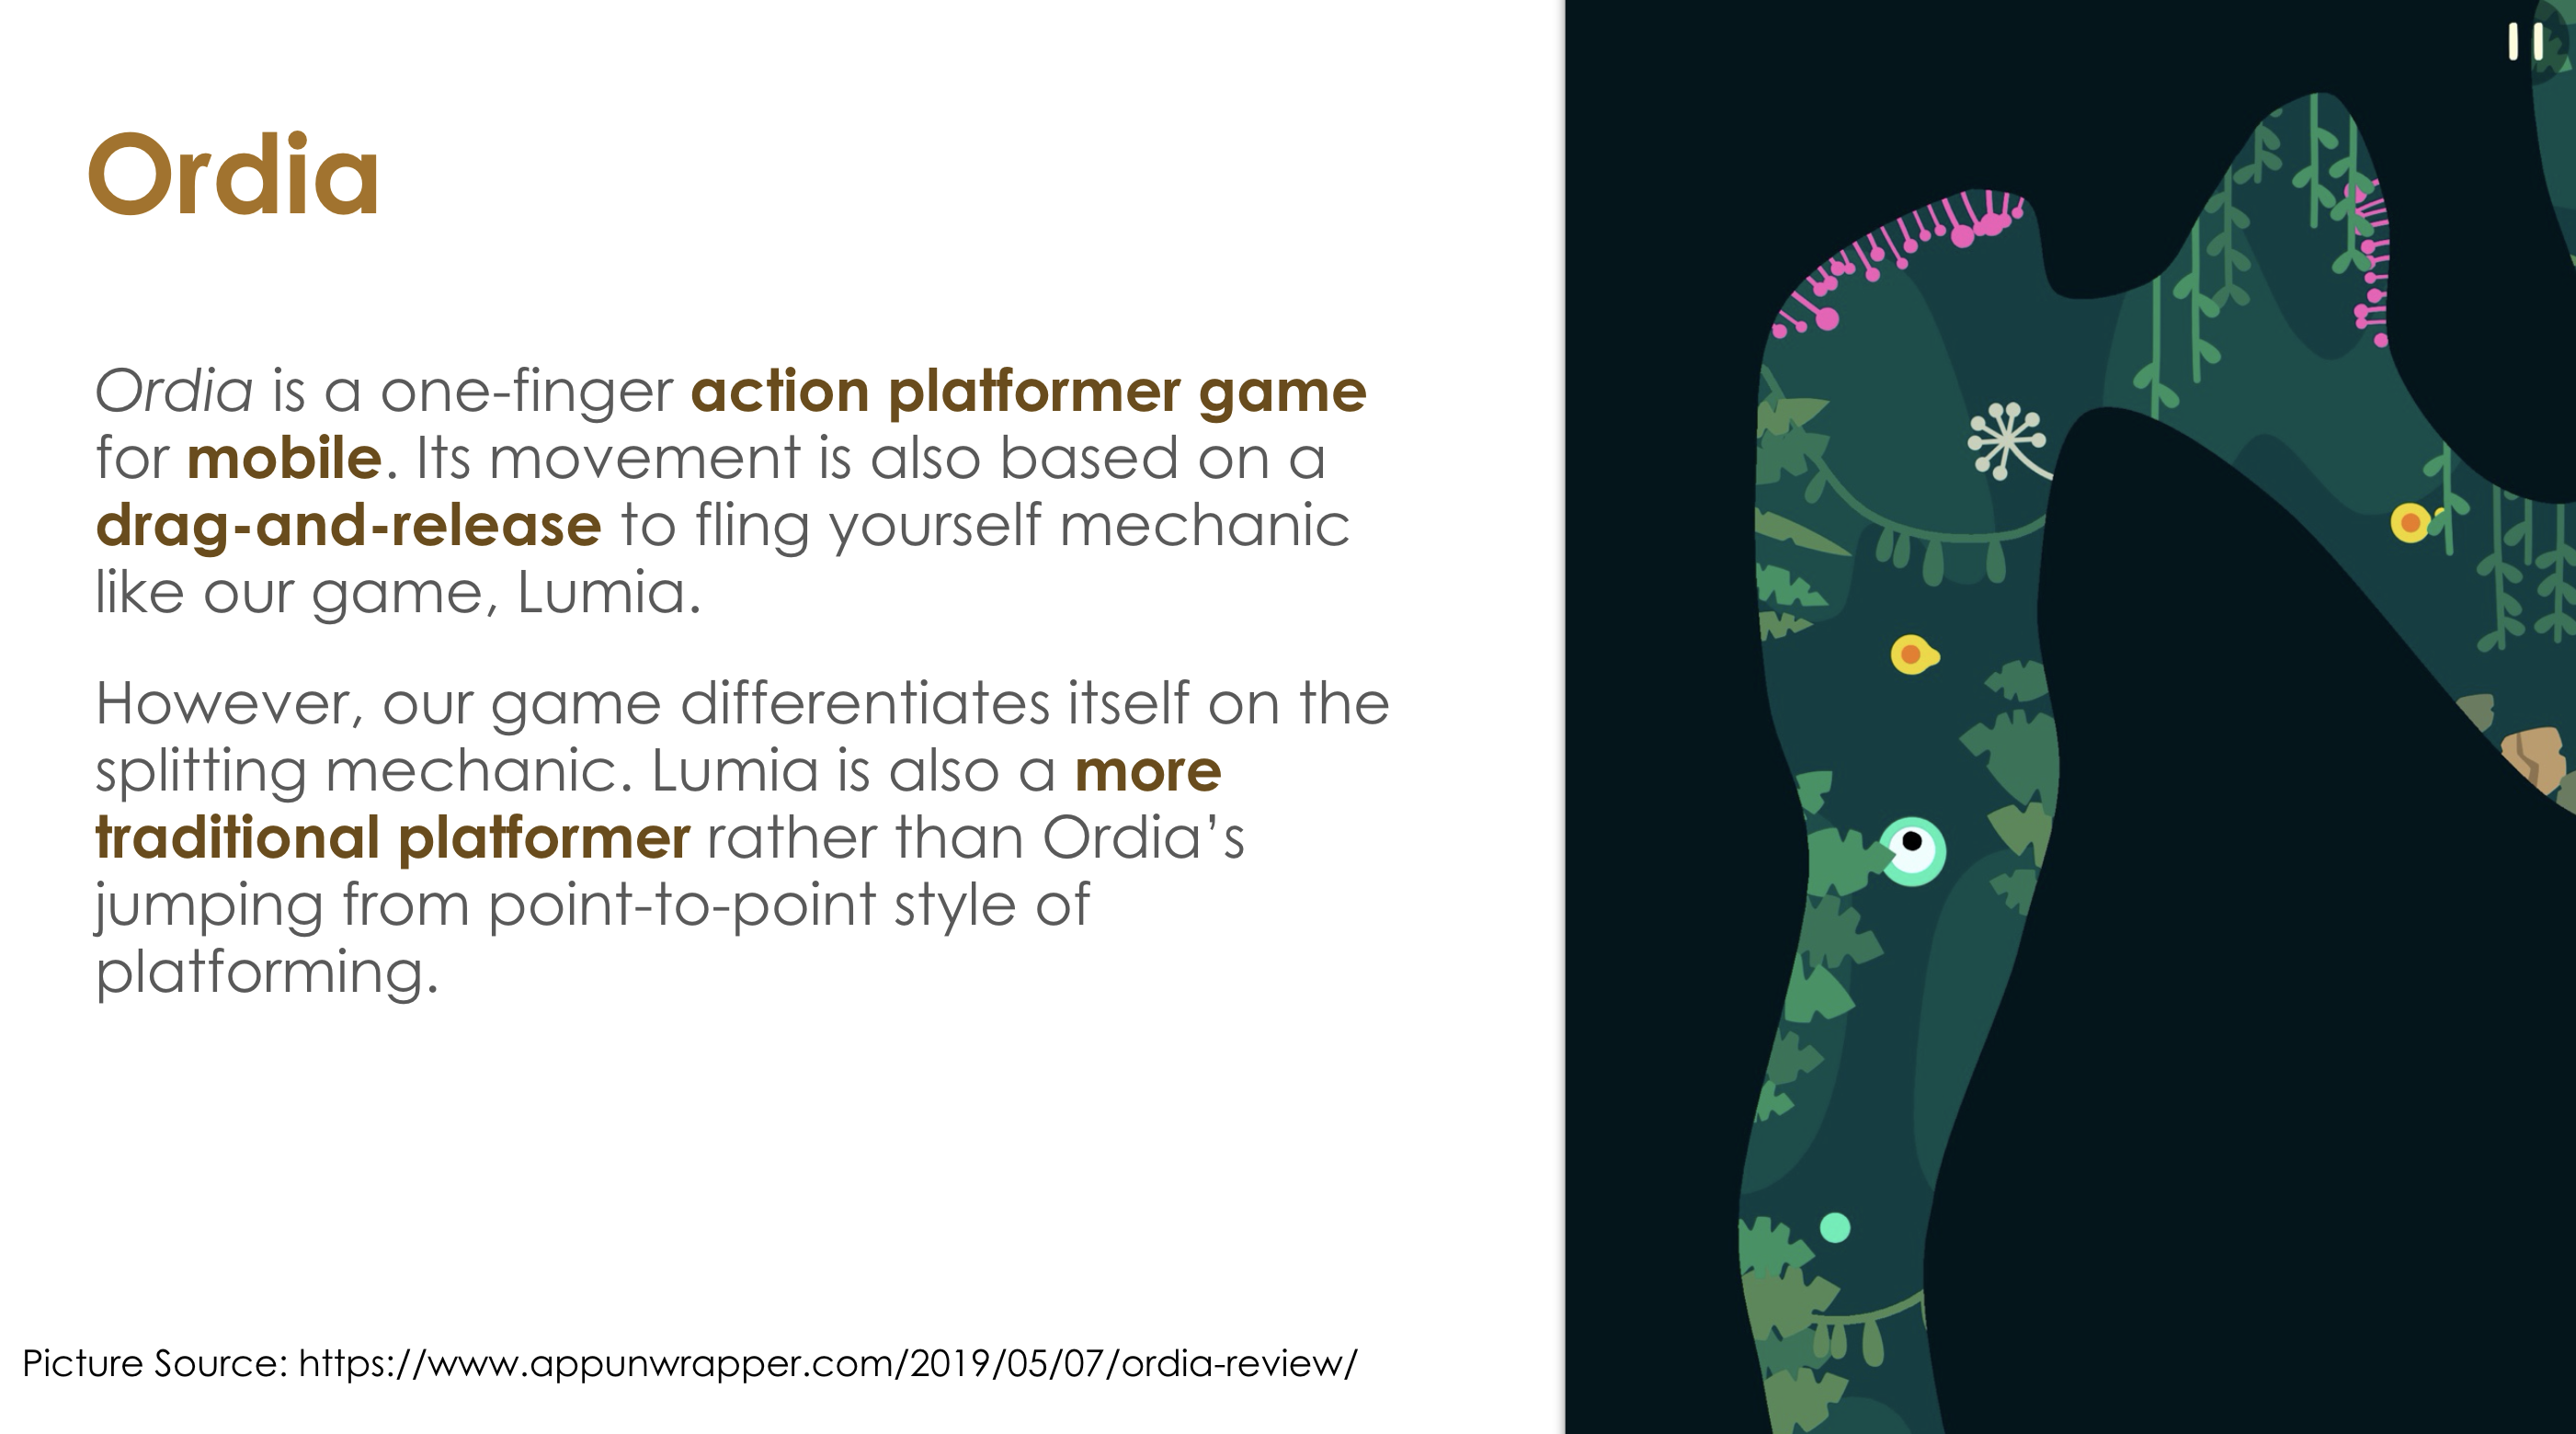 Ordia
Ordia is a one-finger action platformer game
for mobile. Its movement is also based on a
drag-and-release to fling yourself mechanic
like our game, Lumia.
However, our game differentiates itself on the
splitting mechanic. Lumia is also a more
traditional platformer rather than Ordia’s
jumping from point-to-point style of
platforming.
Picture Source: https://www.appunwrapper.com/2019/05/07/ordia-review/